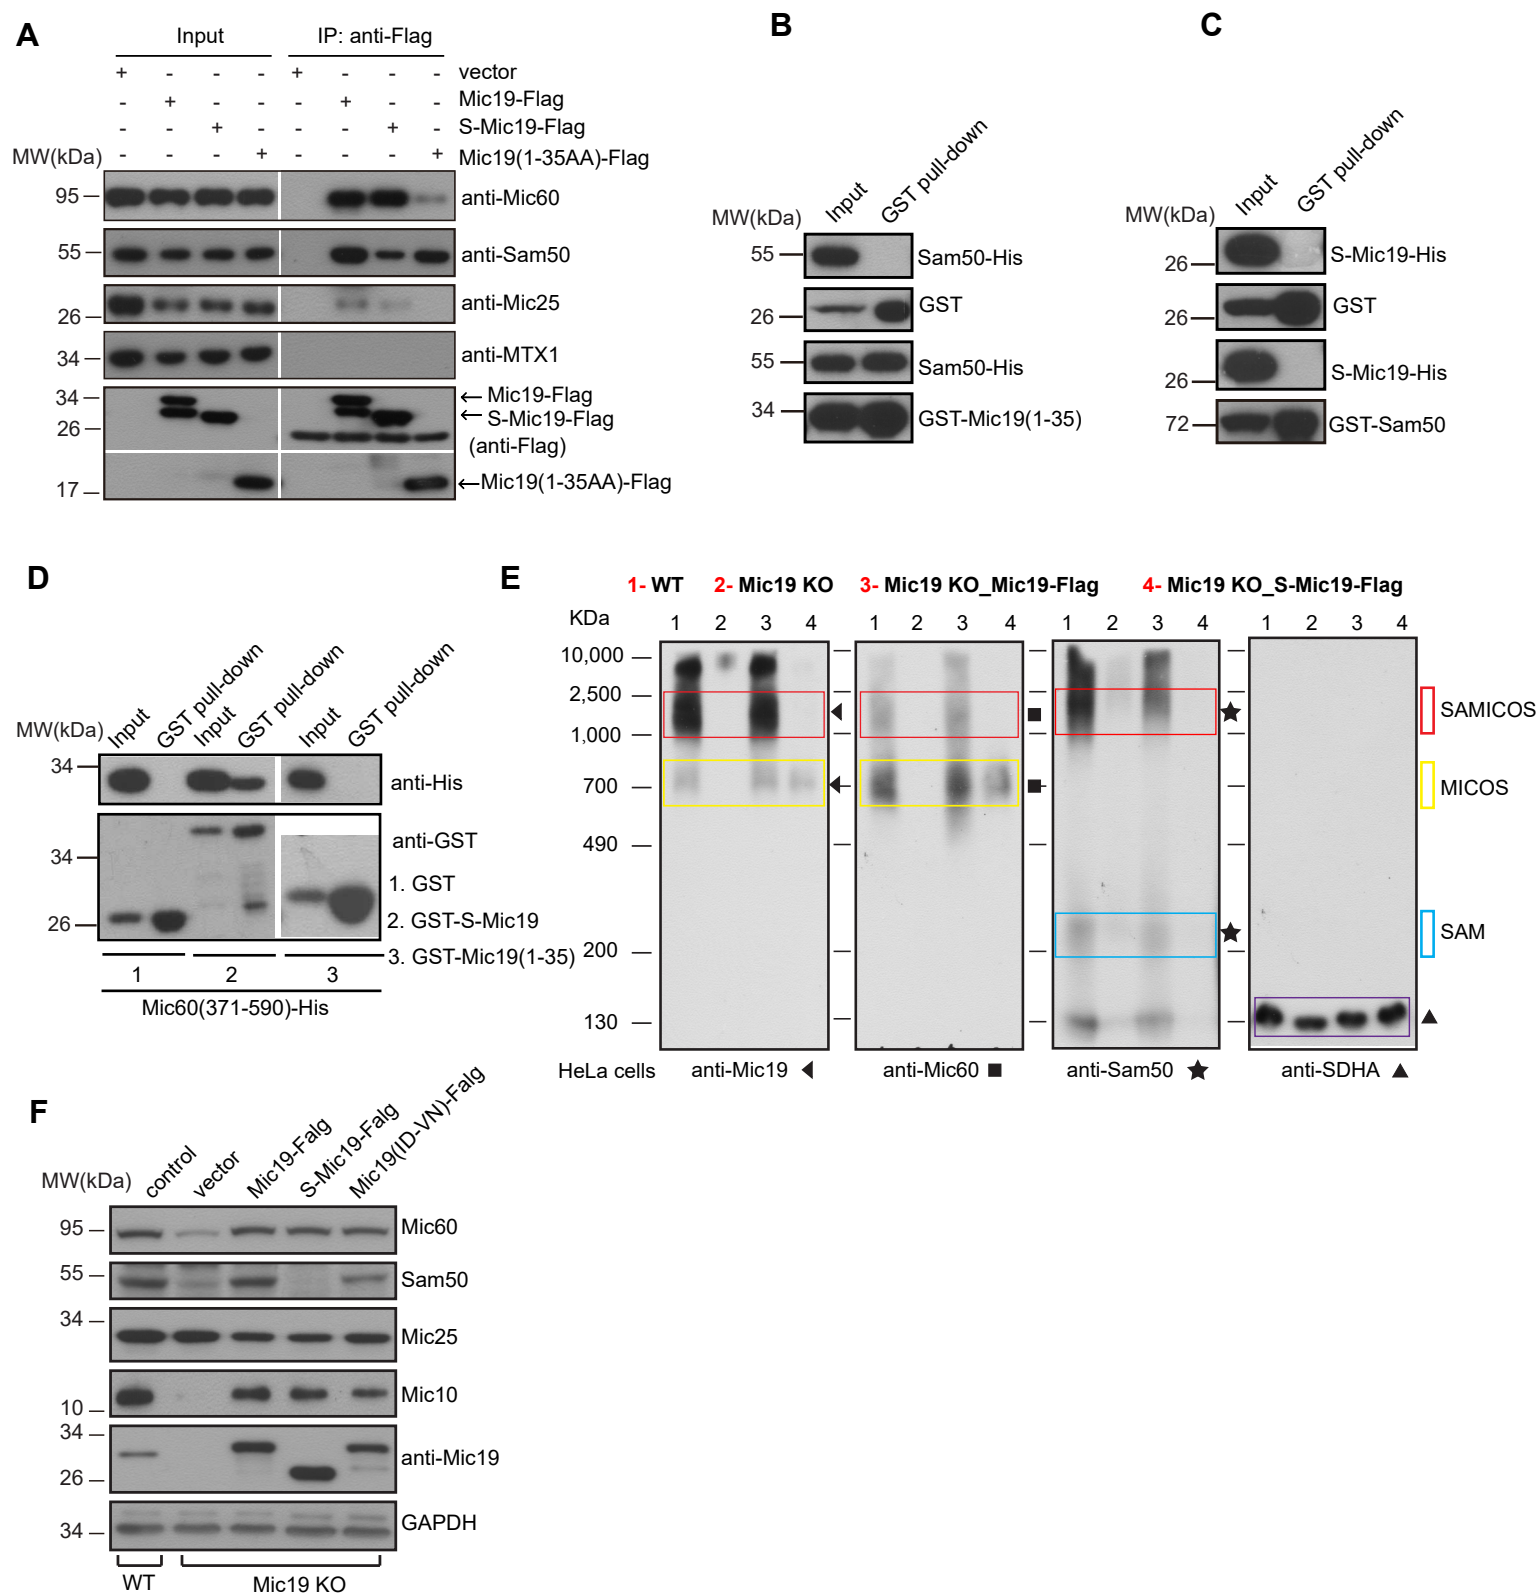 A
Input
IP: anti-Flag
+ - - - + - - - vector
- + - - - + - - Mic19-Flag
- - + - - - + - S-Mic19-Flag
MW(kDa) - - - + - - - + Mic19(1-35AA)-Flag
95 anti-Mic60
55 anti-Sam50
26 anti-Mic25
34 anti-MTX1
34 ←Mic19-Flag
←S-Mic19-Flag
26 (anti-Flag)
17 ←Mic19(1-35AA)-Flag
B
MW(kDa) Input GST pull-down
55 Sam50-His
26 GST
55 Sam50-His
34 GST-Mic19(1-35)
C
MW(kDa) Input GST pull-down
26 S-Mic19-His
26 GST
26 S-Mic19-His
72 GST-Sam50
D
MW(kDa) Input GST pull-down Input GST pull-down Input GST pull-down
34 anti-His
anti-GST
34
1. GST
26 2. GST-S-Mic19
3. GST-Mic19(1-35)
1 2 3
Mic60(371-590)-His
E
1- WT 2- Mic19 KO 3- Mic19 KO_Mic19-Flag 4- Mic19 KO_S-Mic19-Flag
KDa 1 2 3 4 1 2 3 4 1 2 3 4 1 2 3 4
10,000
2,500
SAMICOS
1,000
700 MICOS
490
SAM
200
130
HeLa cells anti-Mic19 ◀ anti-Mic60 ■ anti-Sam50 ★ anti-SDHA ▲
F
MW(kDa) control vector Mic19-Falg S-Mic19-Falg Mic19(ID-VN)-Falg
95 Mic60
55 Sam50
34
Mic25
Mic10
10
34
anti-Mic19
26
GAPDH
34
WT Mic19 KO